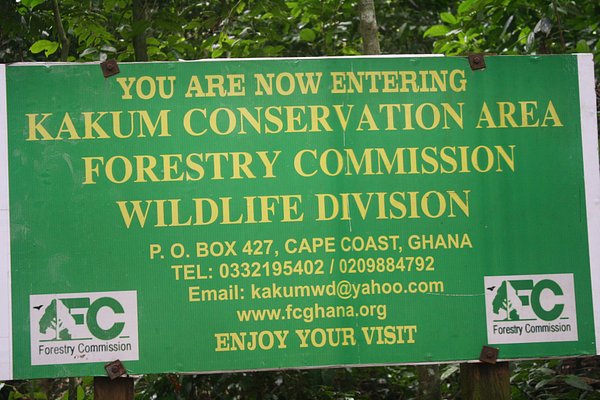 YOU ARE NOW ENTERING
KAKUM CONSERVATION AREA
FORESTRY COMMISSION
WILDLIFE DIVISION
P. O. BOX 427, CAPE COAST, GHANA
TEL: 0332195402 / 0209884792
Email: kakumwd@yahoo.com
www.fcghana.org
ENJOY YOUR VISIT
FC
Forestry Commission
FC
Forestry Commission